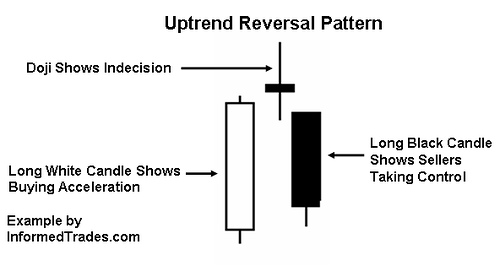 Uptrend Reversal Pattern
Doji Shows Indecision
Long White Candle Shows
Buying Acceleration
Long Black Candle
Shows Sellers
Taking Control
Example by
InformedTrades.com